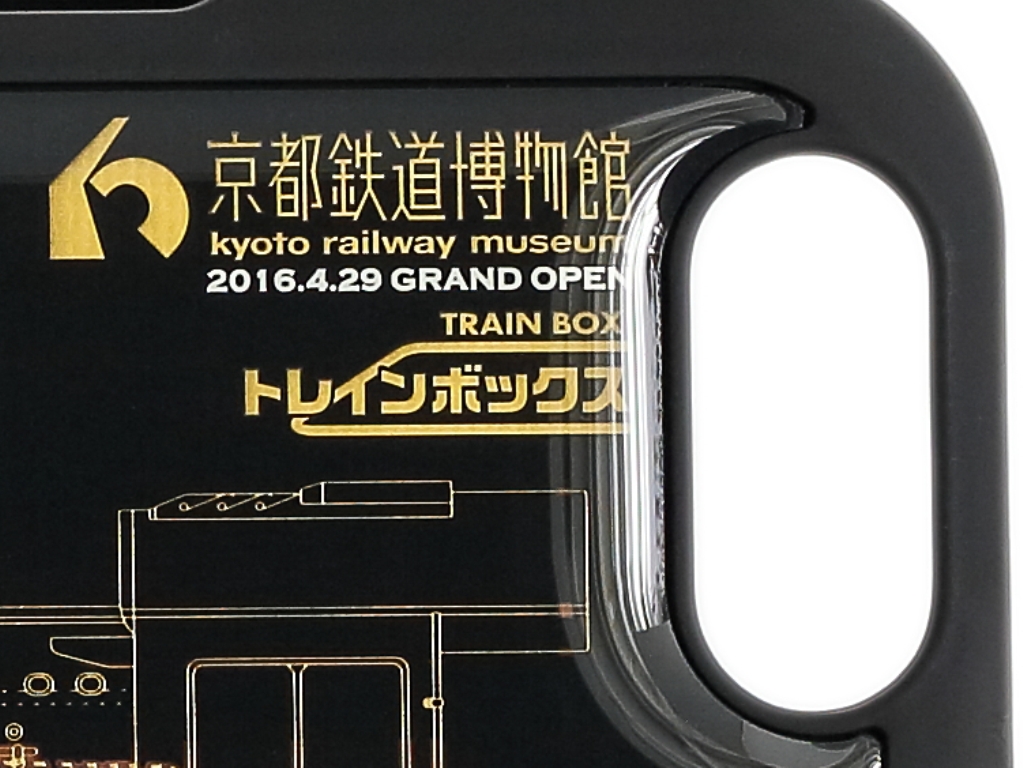 京都鉄道博物館
kyoto railway museum
2016.4.29 GRAND OPEN
TRAIN BOX
トレインボックス